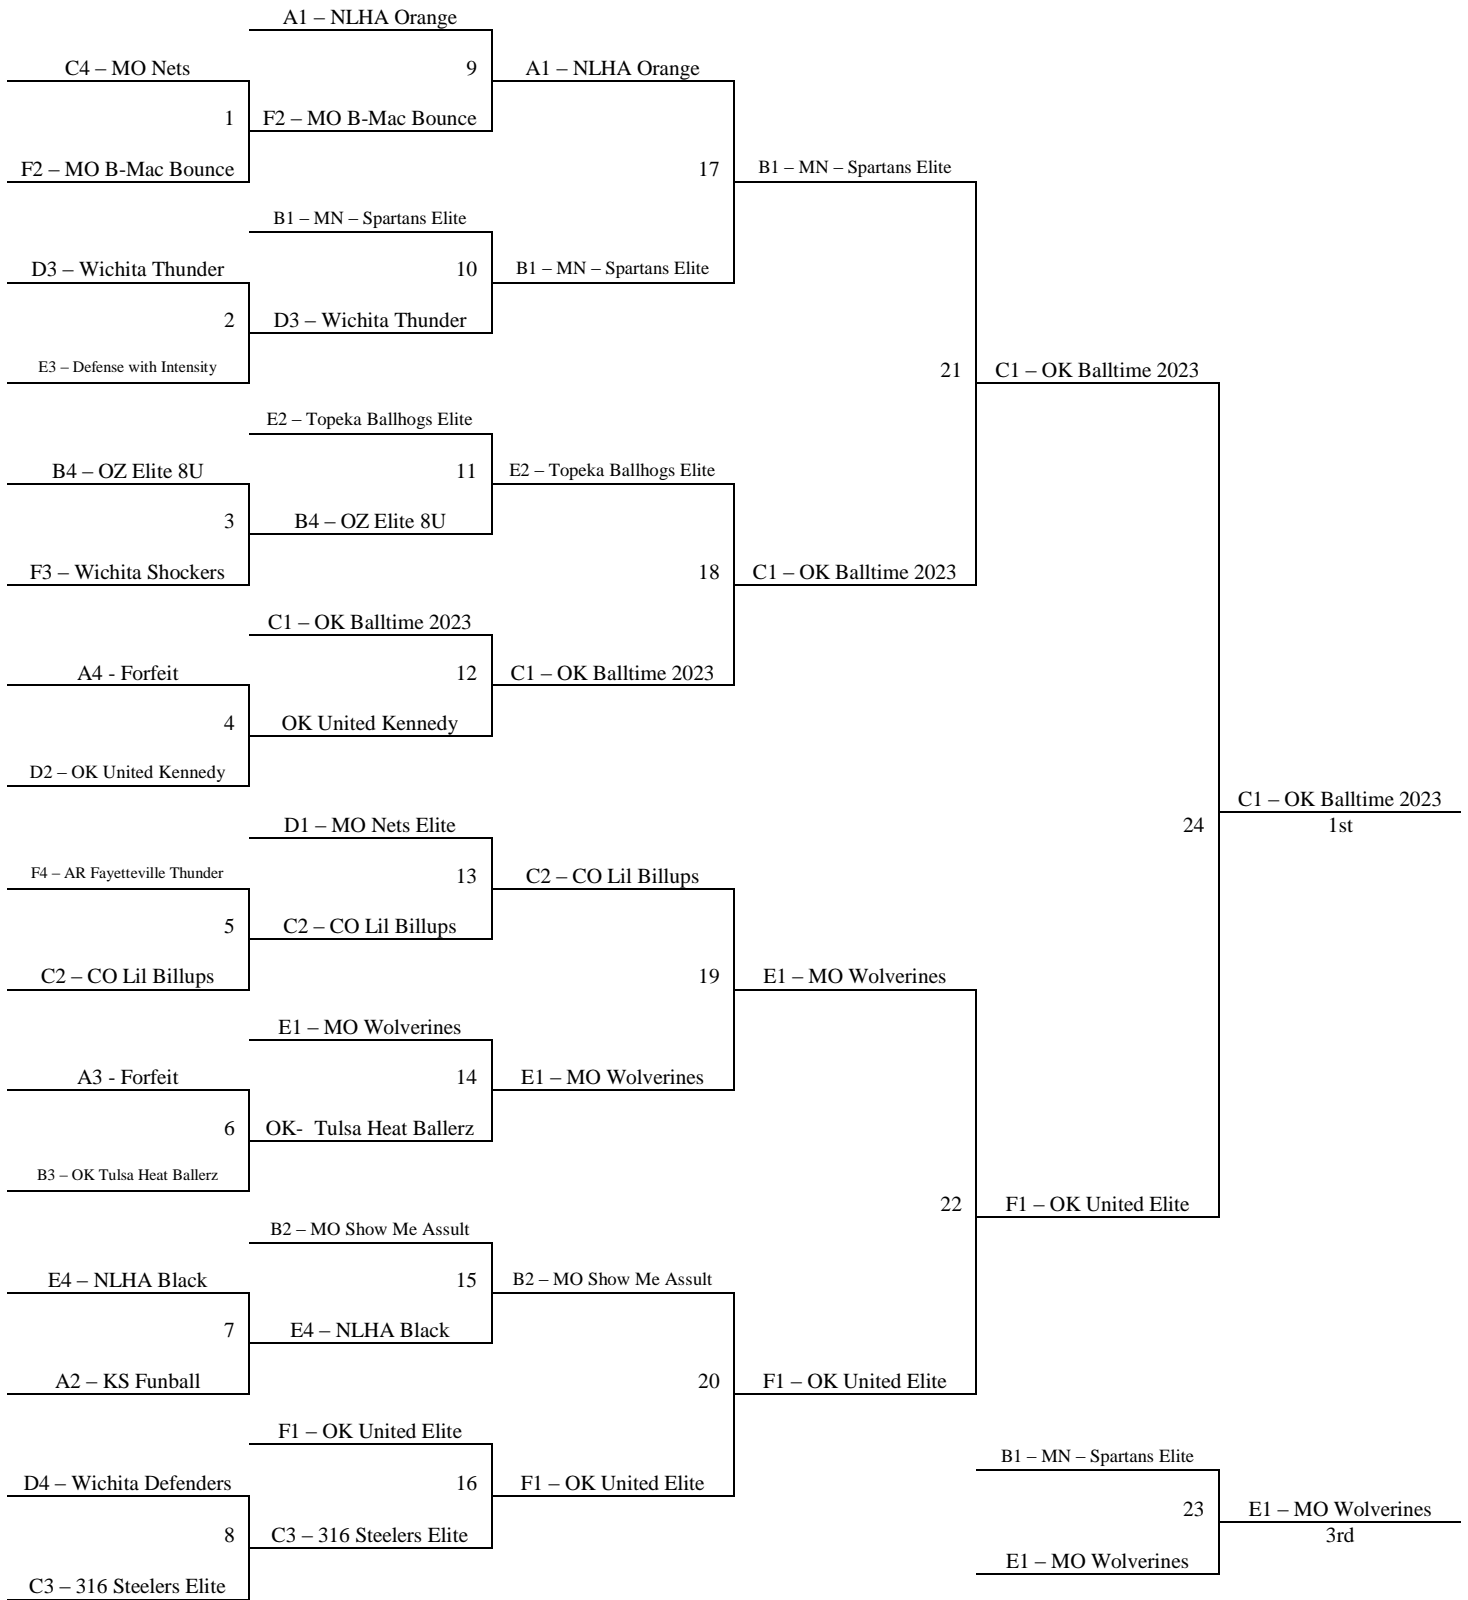 A1 – NLHA Orange
C4 – MO Nets
9
A1 – NLHA Orange
1
F2 – MO B-Mac Bounce
F2 – MO B-Mac Bounce
17
B1 – MN – Spartans Elite
B1 – MN – Spartans Elite
D3 – Wichita Thunder
10
B1 – MN – Spartans Elite
2
D3 – Wichita Thunder
E3 – Defense with Intensity
21
C1 – OK Balltime 2023
E2 – Topeka Ballhogs Elite
B4 – OZ Elite 8U
11
E2 – Topeka Ballhogs Elite
3
B4 – OZ Elite 8U
F3 – Wichita Shockers
18
C1 – OK Balltime 2023
C1 – OK Balltime 2023
A4 - Forfeit
12
C1 – OK Balltime 2023
4
OK United Kennedy
D2 – OK United Kennedy
C1 – OK Balltime 2023
24
1st
D1 – MO Nets Elite
F4 – AR Fayetteville Thunder
13
C2 – CO Lil Billups
5
C2 – CO Lil Billups
C2 – CO Lil Billups
19
E1 – MO Wolverines
E1 – MO Wolverines
A3 - Forfeit
14
E1 – MO Wolverines
6
OK-  Tulsa Heat Ballerz
B3 – OK Tulsa Heat Ballerz
22
F1 – OK United Elite
B2 – MO Show Me Assult
E4 – NLHA Black
15
B2 – MO Show Me Assult
7
E4 – NLHA Black
A2 – KS Funball
20
F1 – OK United Elite
F1 – OK United Elite
B1 – MN – Spartans Elite
D4 – Wichita Defenders
16
F1 – OK United Elite
23
E1 – MO Wolverines
8
C3 – 316 Steelers Elite
3rd
E1 – MO Wolverines
C3 – 316 Steelers Elite